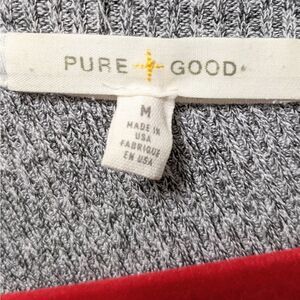 PURE + GOOD
M
MADE IN
USA
FABRIQUE
EN USA